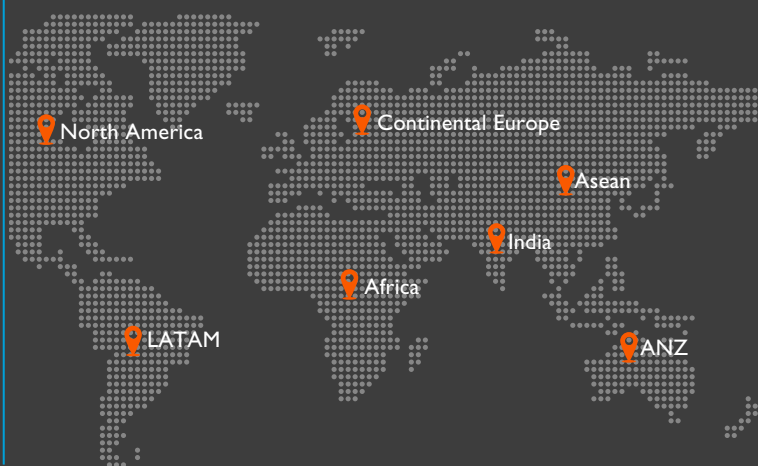 North America
Continental Europe
Asean
India
Africa
LATAM
ANZ